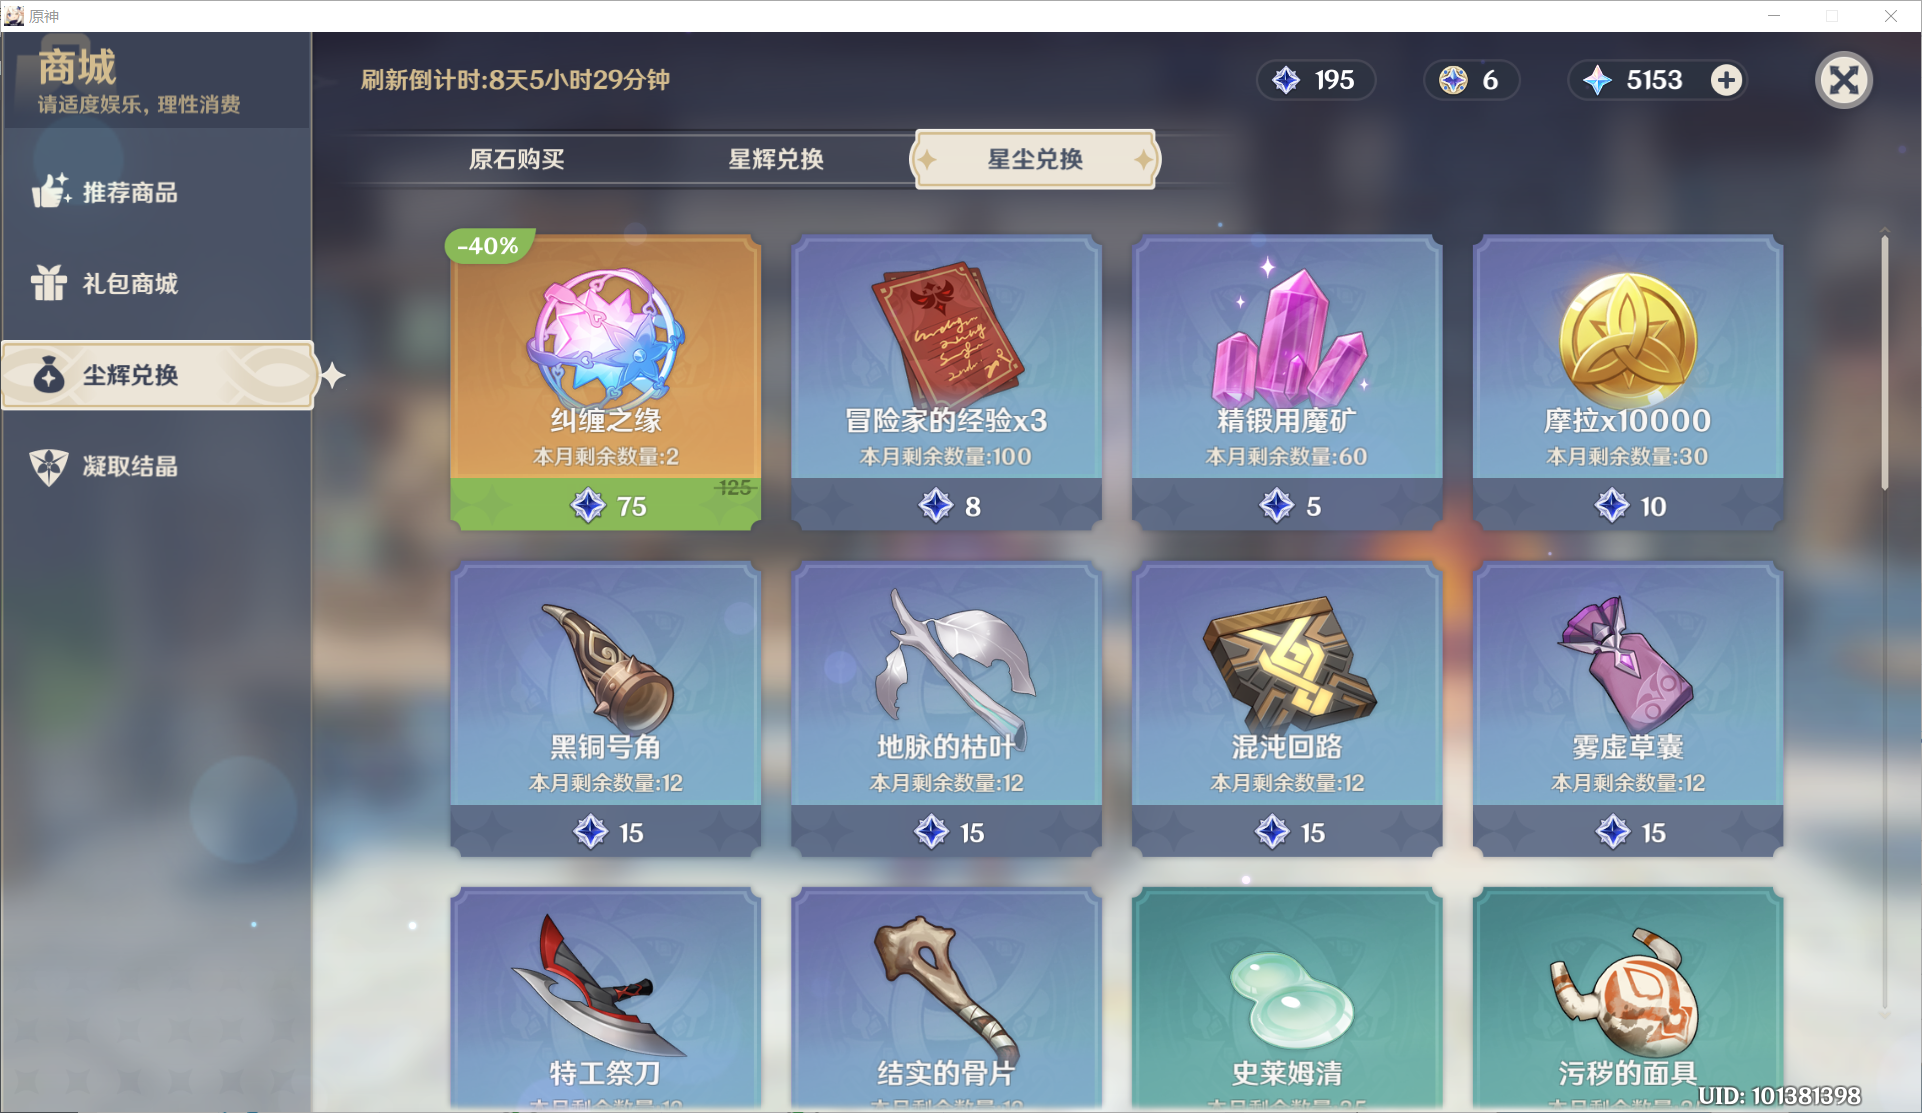 原神
商城
请适度娱乐，理性消费
推荐商品
礼包商城
尘辉兑换
凝取结晶
刷新倒计时:8天5小时29分钟
195
6
5153
原石购买
星辉兑换
星尘兑换
-40%
纠缠之缘
本月剩余数量:2
125
75
冒险家的经验x3
本月剩余数量:100
8
精锻用魔矿
本月剩余数量:60
5
摩拉x10000
本月剩余数量:30
10
黑铜号角
本月剩余数量:12
15
地脉的枯叶
本月剩余数量:12
15
混沌回路
本月剩余数量:12
15
雾虚草囊
本月剩余数量:12
15
特工祭刀
结实的骨片
史莱姆清
污秽的面具
UID: 101381398